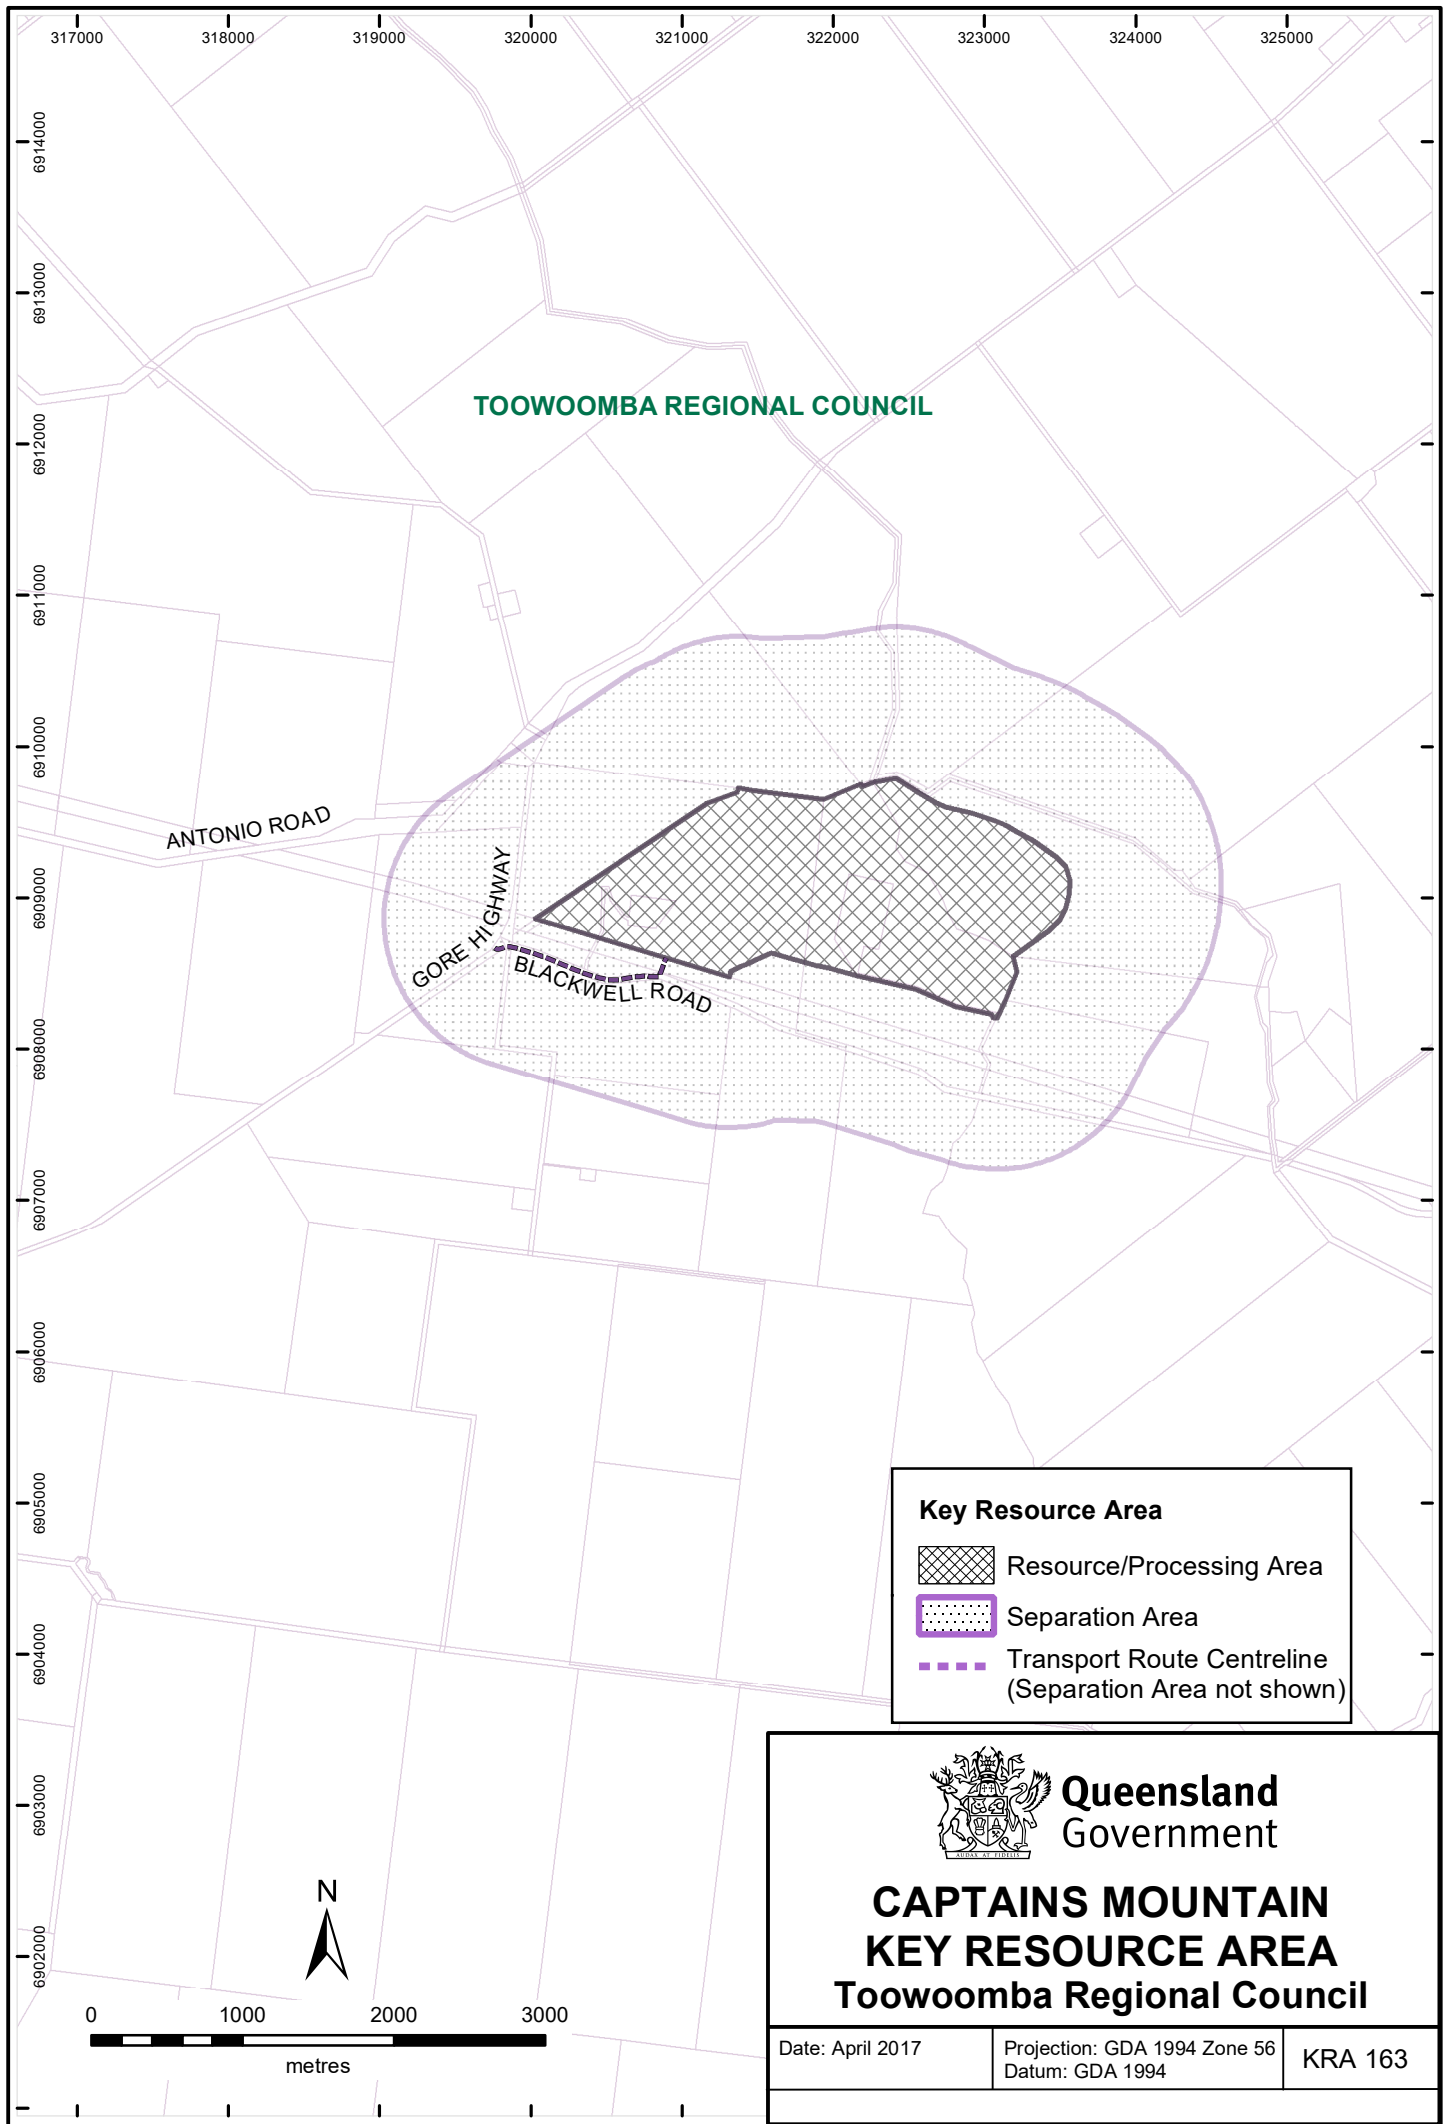 317000
318000
319000
320000
321000
322000
323000
324000
325000
6914000
6913000
6912000
6911000
6910000
6909000
6908000
6907000
6906000
6905000
6904000
6903000
6902000
TOOWOOMBA REGIONAL COUNCIL
ANTONIO ROAD
GORE HIGHWAY
BLACKWELL ROAD
Key Resource Area
Resource/Processing Area
Separation Area
Transport Route Centreline
(Separation Area not shown)
Queensland
Government
AUDAX AT FIDELIS
CAPTAINS MOUNTAIN
KEY RESOURCE AREA
Toowoomba Regional Council
Date: April 2017
Projection: GDA 1994 Zone 56
Datum: GDA 1994
KRA 163
N
0
1000
2000
3000
metres